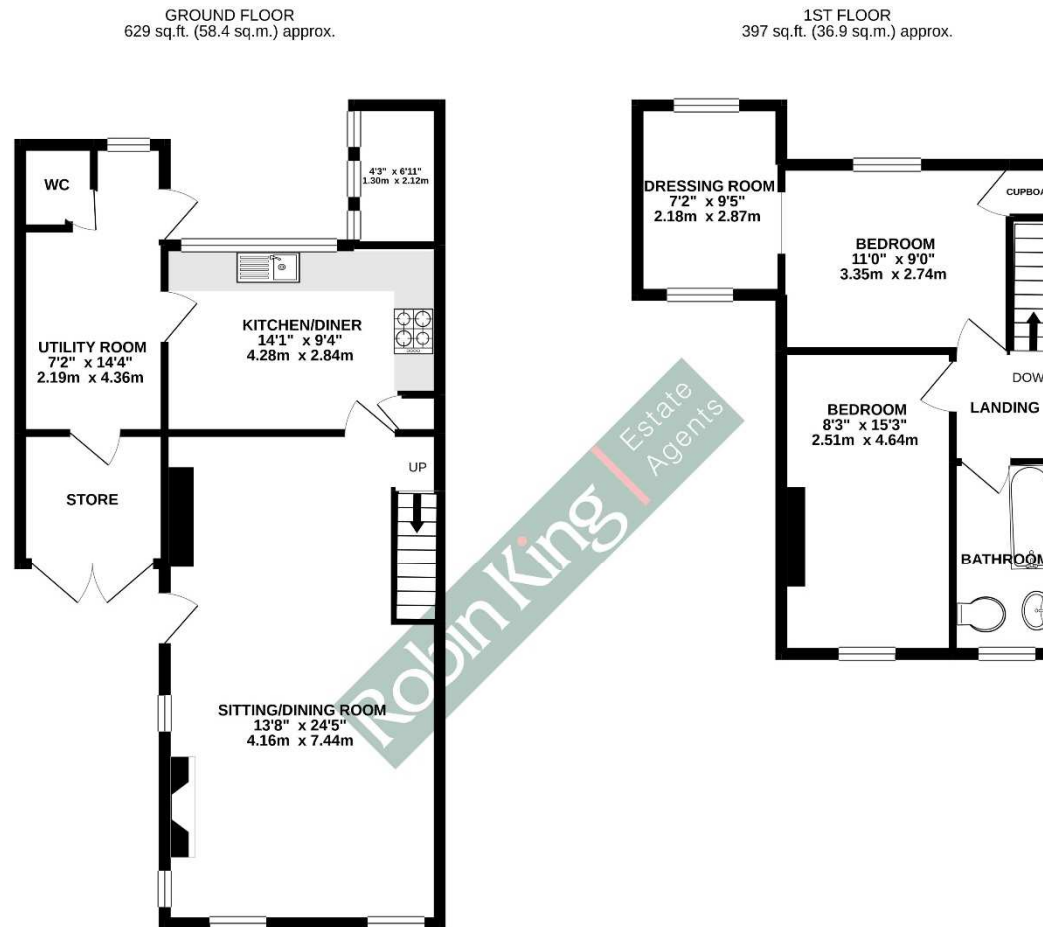 GROUND FLOOR
629 sq.ft. (58.4 sq.m.) approx.
WC
4'3" x 6'11"
1.30m x 2.12m
KITCHEN/DINER
14'1" x 9'4"
4.28m x 2.84m
UTILITY ROOM
7'2" x 14'4"
2.19m x 4.36m
STORE
UP
SITTING/DINING ROOM
13'8" x 24'5"
4.16m x 7.44m
1ST FLOOR
397 sq.ft. (36.9 sq.m.) approx.
DRESSING ROOM
7'2" x 9'5"
2.18m x 2.87m
CUPBOA
BEDROOM
11'0" x 9'0"
3.35m x 2.74m
DOW
LANDING
BEDROOM
8'3" x 15'3"
2.51m x 4.64m
BATHROOM
Robin King
Estate
Agents